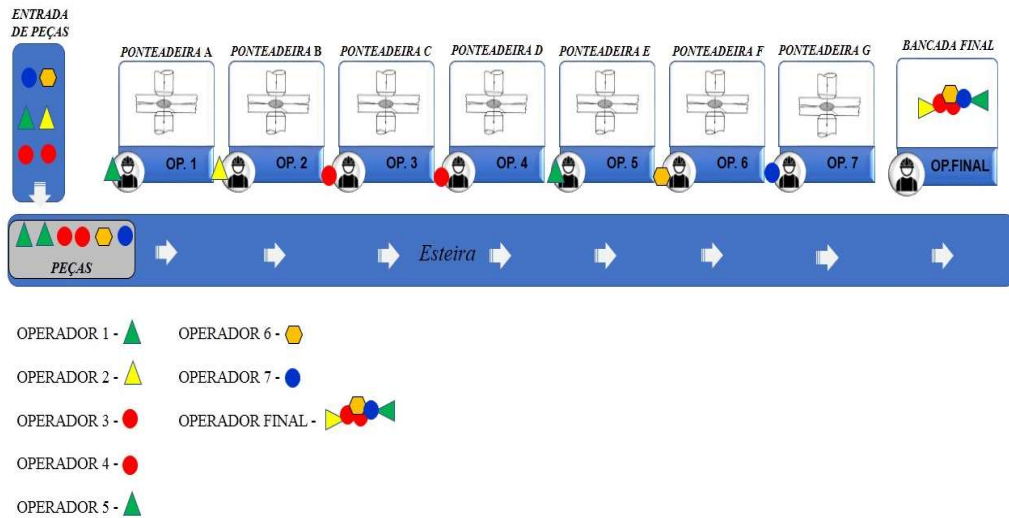 ENTRADA
DE PEÇAS
PONTEADEIRA A
PONTEADEIRA B
PONTEADEIRA C
PONTEADEIRA D
PONTEADEIRA E
PONTEADEIRA F
PONTEADEIRA G
BANCADA FINAL
OP. 1
OP. 2
OP. 3
OP. 4
OP. 5
OP. 6
OP. 7
OP.FINAL
Esteira
PEÇAS
OPERADOR 1 -
OPERADOR 2 -
OPERADOR 3 -
OPERADOR 4 -
OPERADOR 5 -
OPERADOR 6 -
OPERADOR 7 -
OPERADOR FINAL -